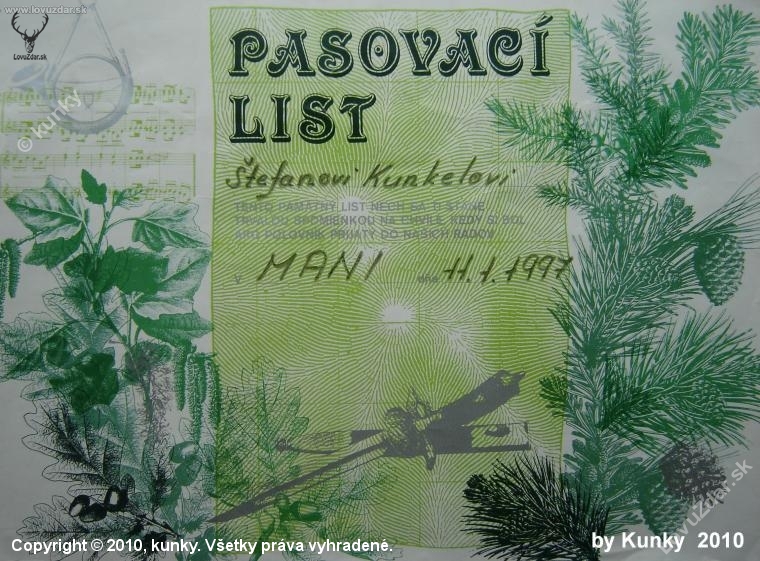 www.lovuzdar.sk
LovuZdar.sk
© kunky
PASOVACÍ
LIST
Štefanovi Kunkelovi
TENTO PAMÄTNÝ LIST NECH SA TI STANE
TRVALOU SPOMIENKOU NA CHVÍLE, KEDY SI BOL
AKO POĽOVNÍK PRIJATÝ DO NAŠICH RADOV
V MANI dňa 11.1.1997
LovuZdar.sk
Copyright © 2010, kunky. Všetky práva vyhradené.
by Kunky 2010